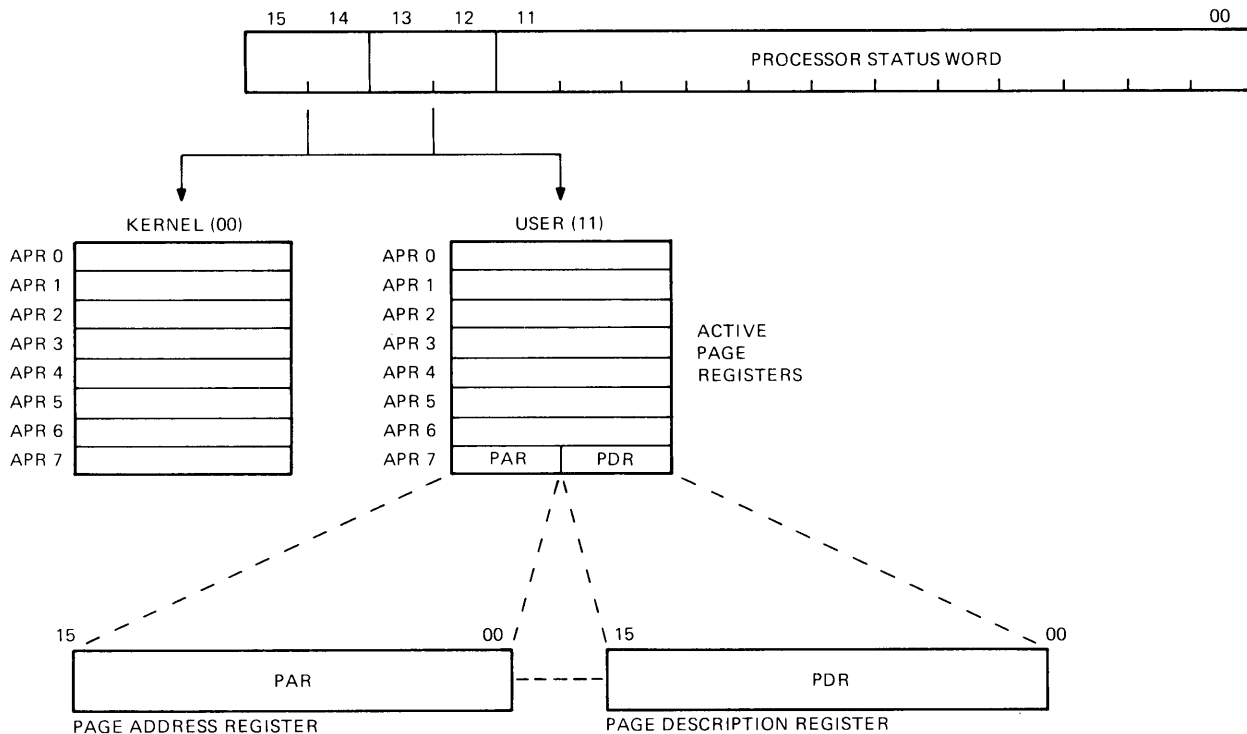 15 14 13 12 11 00
PROCESSOR STATUS WORD
KERNEL (00)
APR 0
APR 1
APR 2
APR 3
APR 4
APR 5
APR 6
APR 7
USER (11)
APR 0
APR 1
APR 2
APR 3
APR 4
APR 5
APR 6
APR 7
PAR PDR
ACTIVE
PAGE
REGISTERS
15 00
PAR
PAGE ADDRESS REGISTER
15 00
PDR
PAGE DESCRIPTION REGISTER